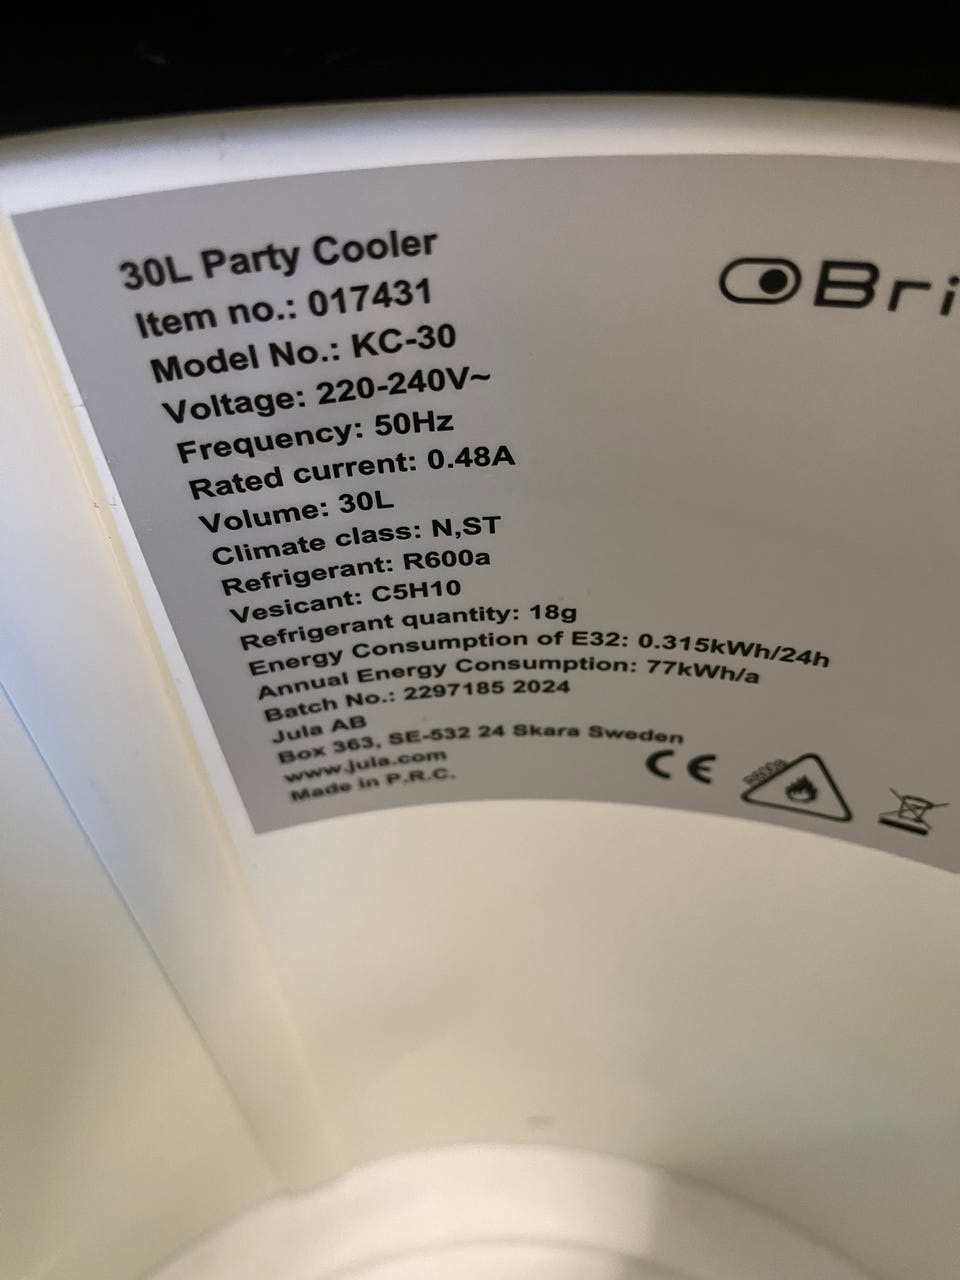 30L Party Cooler
Item no.: 017431
Model No.: KC-30
Voltage: 220-240V~
Frequency: 50Hz
Rated current: 0.48A
Volume: 30L
Climate class: N,ST
Refrigerant: R600a
Vesicant: C5H10
Refrigerant quantity: 18g
Energy Consumption of E32: 0.315kWh/24h
Annual Energy Consumption: 77kWh/a
Batch No.: 2297185 2024
Jula AB
Box 363, SE-532 24 Skara Sweden
www.jula.com
Made in P.R.C.
Bri
CE
R600a